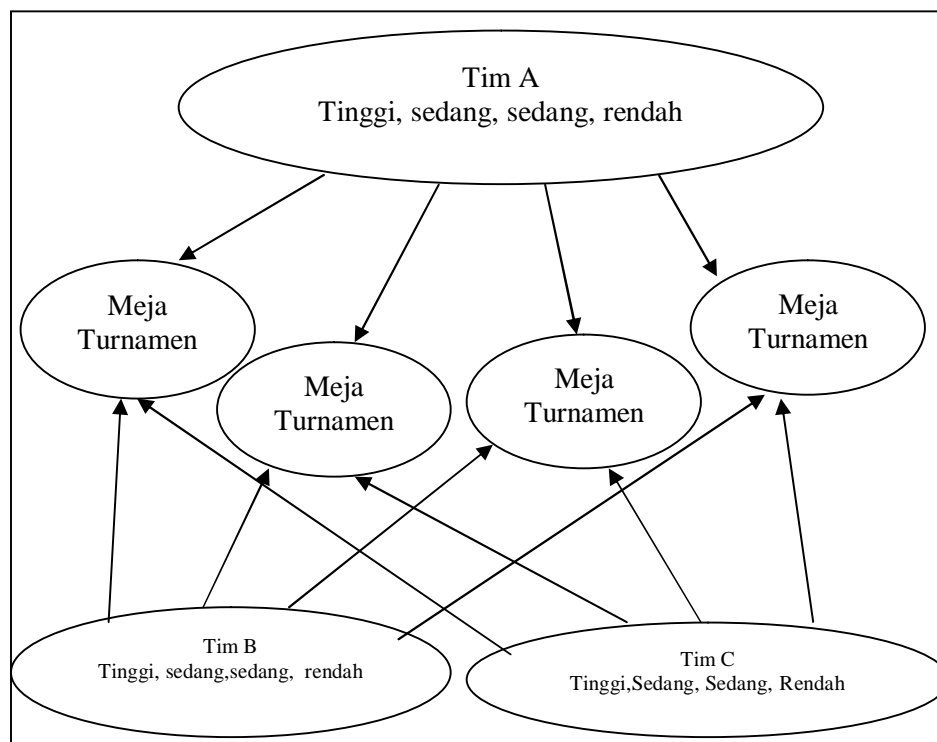 Tim A
Tinggi, sedang, sedang, rendah
Meja
Turnamen
Meja
Turnamen
Meja
Turnamen
Meja
Turnamen
Tim B
Tinggi, sedang,sedang, rendah
Tim C
Tinggi,Sedang, Sedang, Rendah